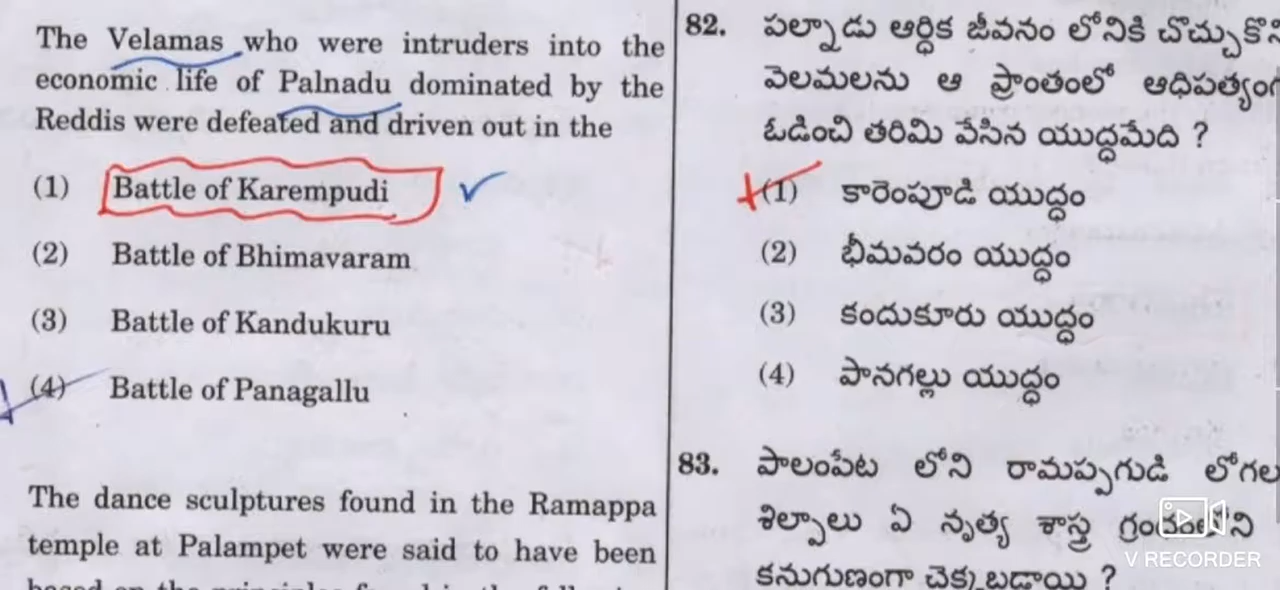 The Velamas who were intruders into the
economic life of Palnadu dominated by the
Reddis were defeated and driven out in the
(1) Battle of Karempudi
(2) Battle of Bhimavaram
(3) Battle of Kandukuru
(4) Battle of Panagallu
The dance sculptures found in the Ramappa
temple at Palampet were said to have been
82. పల్నాడు ఆర్థిక జీవనం లోనికి
వెలమలను ఆ ప్రాంతంలో
ఓడించి తరిమి వేసిన యుద్ధమేది ?
(1) కారెంపూడి యుద్ధం
(2) భీమవరం యుద్ధం
(3) కందుకూరు యుద్ధం
(4) పానగల్లు యుద్ధం
83. పాలంపేట లోని రామప్పగుడి
శిల్పాలు ఏ నృత్య శాస్త్ర
కనుగుణంగా చెక్కబడాయి ?
V RECORDER